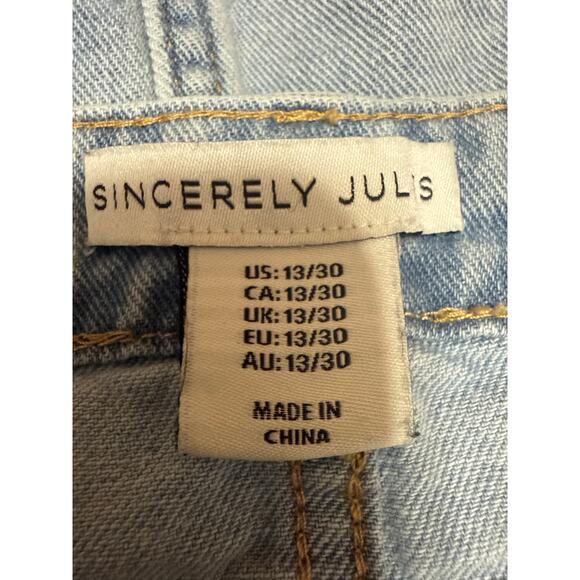 SINCERELY JULES
US: 13/30
CA: 13/30
UK: 13/30
EU: 13/30
AU: 13/30
MADE IN
CHINA